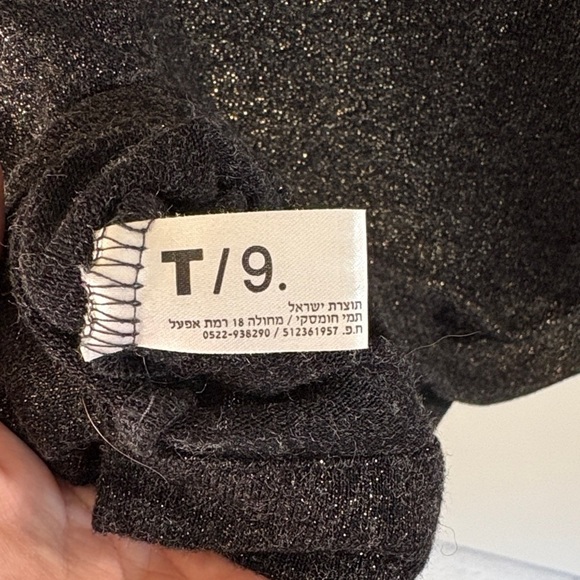 T/9.
תוצרת ישראל
תמי חומסקי / מחולה 18 רמת אפעל
ח.פ. 512361957 / 0522-938290